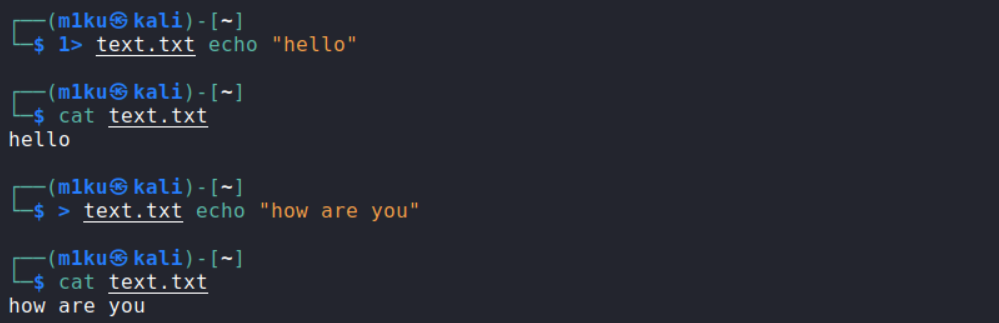 ┌──(m1ku㉿kali)-[~]
└─$ 1> text.txt echo "hello"
┌──(m1ku㉿kali)-[~]
└─$ cat text.txt
hello
┌──(m1ku㉿kali)-[~]
└─$ > text.txt echo "how are you"
┌──(m1ku㉿kali)-[~]
└─$ cat text.txt
how are you